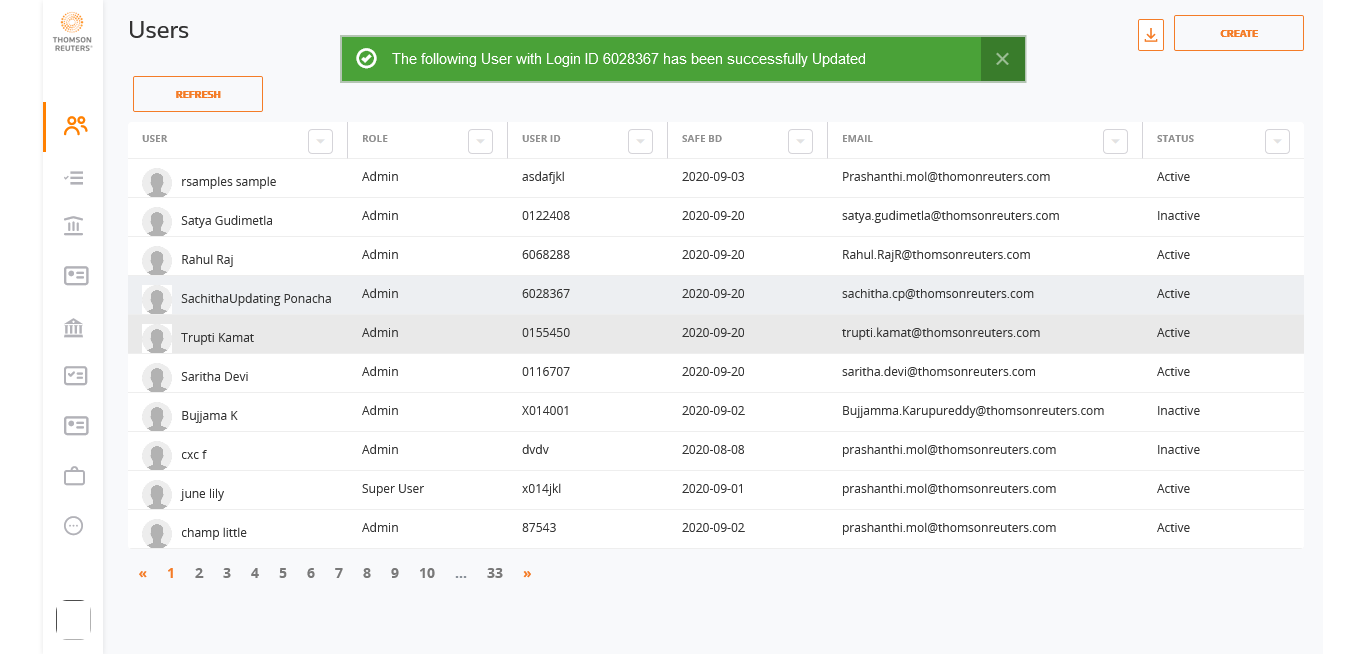 THOMSON
REUTERS®
Users
The following User with Login ID 6028367 has been successfully Updated
CREATE
REFRESH
USER ROLE USER ID SAFE BD EMAIL STATUS
rsamples sample Admin asdafjkl 2020-09-03 Prashanthi.mol@thomonreuters.com Active
Satya Gudimetla Admin 0122408 2020-09-20 satya.gudimetla@thomsonreuters.com Inactive
Rahul Raj Admin 6068288 2020-09-20 Rahul.RajR@thomsonreuters.com Active
SachithaUpdating Ponacha Admin 6028367 2020-09-20 sachitha.cp@thomsonreuters.com Active
Trupti Kamat Admin 0155450 2020-09-20 trupti.kamat@thomsonreuters.com Active
Saritha Devi Admin 0116707 2020-09-20 saritha.devi@thomsonreuters.com Active
Bujjama K Admin X014001 2020-09-02 Bujjamma.Karupureddy@thomsonreuters.com Inactive
cxc f Admin dvdv 2020-08-08 prashanthi.mol@thomsonreuters.com Inactive
june lily Super User x014jkl 2020-09-01 prashanthi.mol@thomsonreuters.com Active
champ little Admin 87543 2020-09-02 prashanthi.mol@thomsonreuters.com Active
« 1 2 3 4 5 6 7 8 9 10 ... 33 »